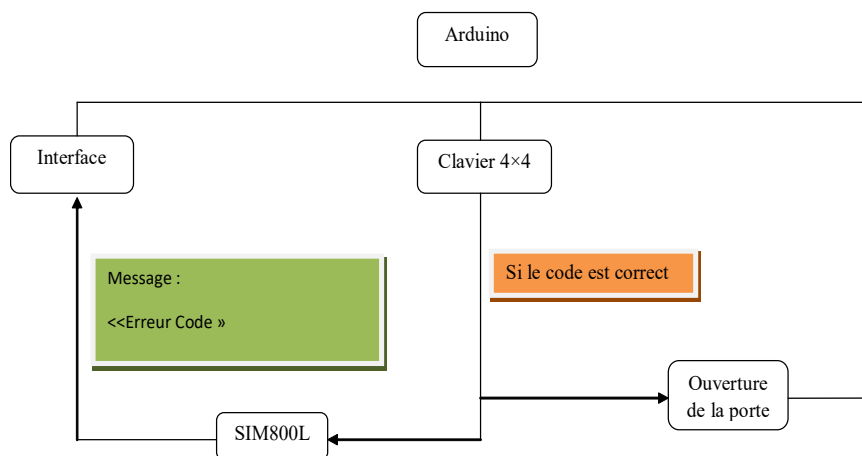 Arduino
Interface
Clavier 4×4
Message :
<<Erreur Code »
Si le code est correct
Ouverture
de la porte
SIM800L